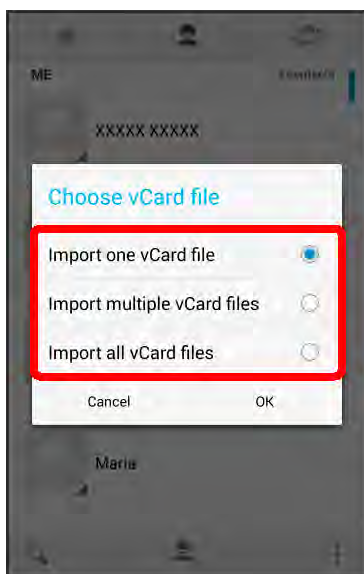 ME
XXXXX XXXXX
Choose vCard file
Import one vCard file
Import multiple vCard files
Import all vCard files
Cancel OK
Maria